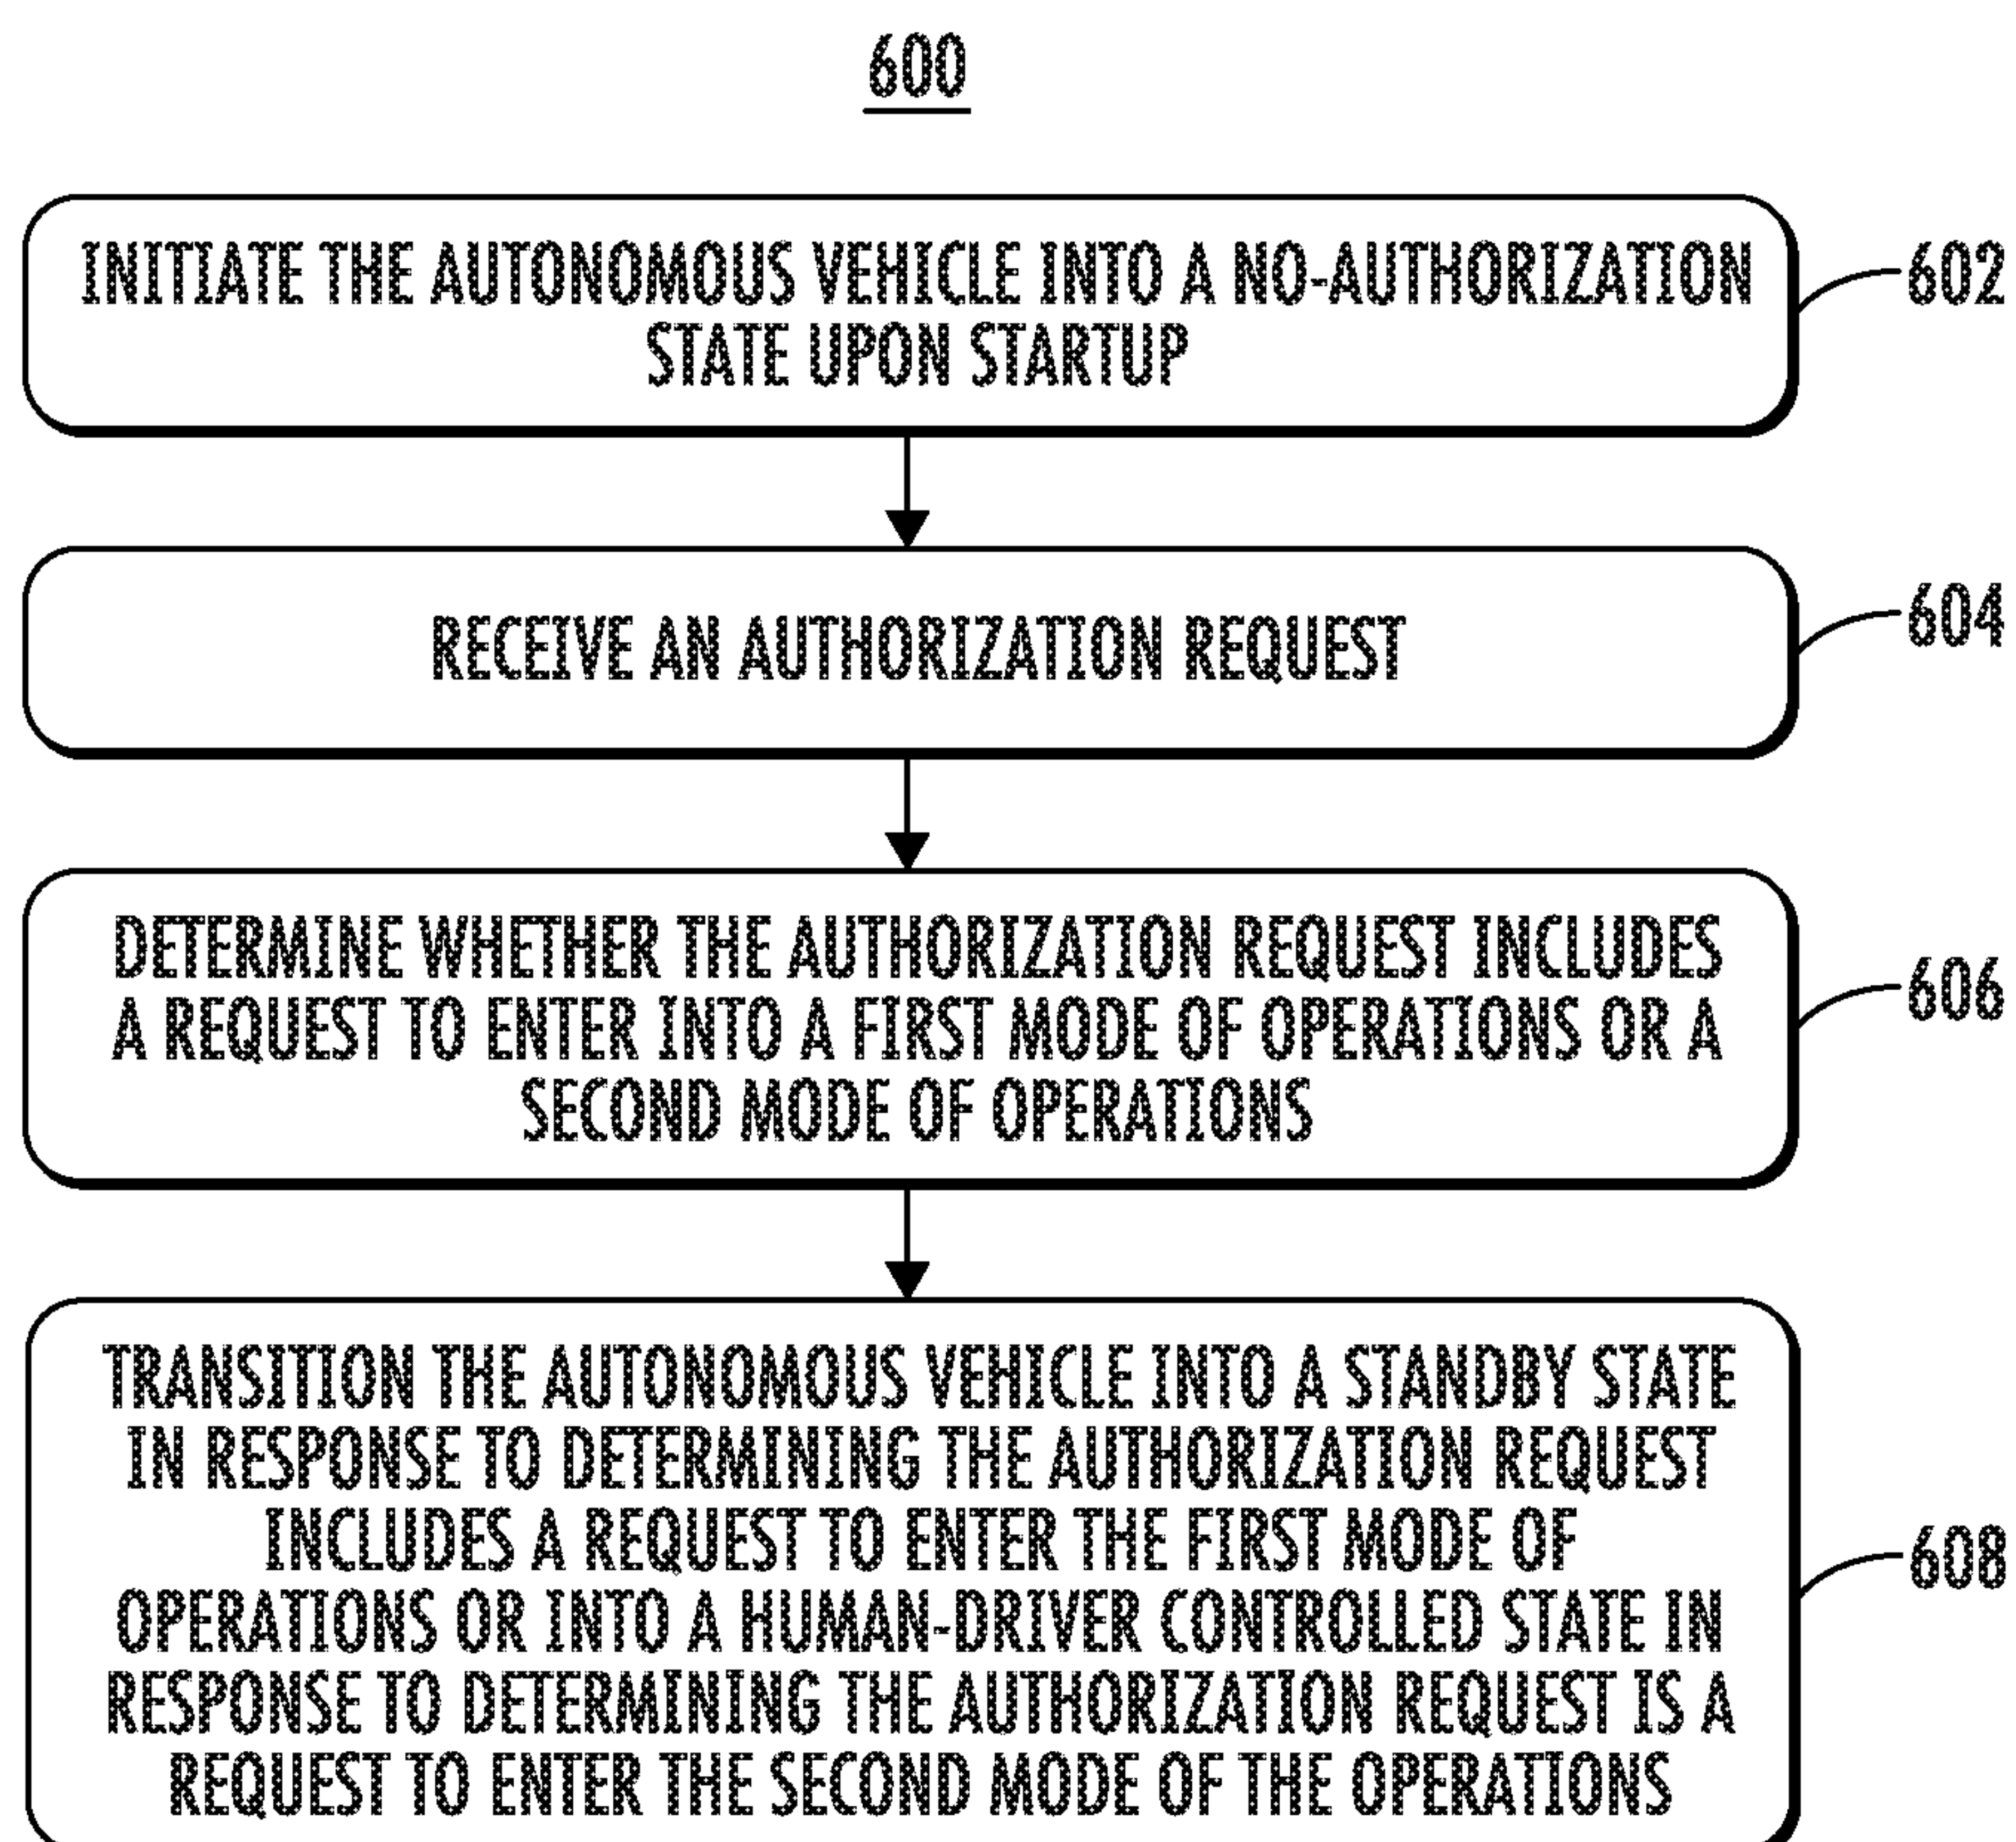 600
INITIATE THE AUTONOMOUS VEHICLE INTO A NO-AUTHORIZATION
STATE UPON STARTUP
602
RECEIVE AN AUTHORIZATION REQUEST
604
DETERMINE WHETHER THE AUTHORIZATION REQUEST INCLUDES
A REQUEST TO ENTER INTO A FIRST MODE OF OPERATIONS OR A
SECOND MODE OF OPERATIONS
606
TRANSITION THE AUTONOMOUS VEHICLE INTO A STANDBY STATE
IN RESPONSE TO DETERMINING THE AUTHORIZATION REQUEST
INCLUDES A REQUEST TO ENTER THE FIRST MODE OF
OPERATIONS OR INTO A HUMAN-DRIVER CONTROLLED STATE IN
RESPONSE TO DETERMINING THE AUTHORIZATION REQUEST IS A
REQUEST TO ENTER THE SECOND MODE OF THE OPERATIONS
608